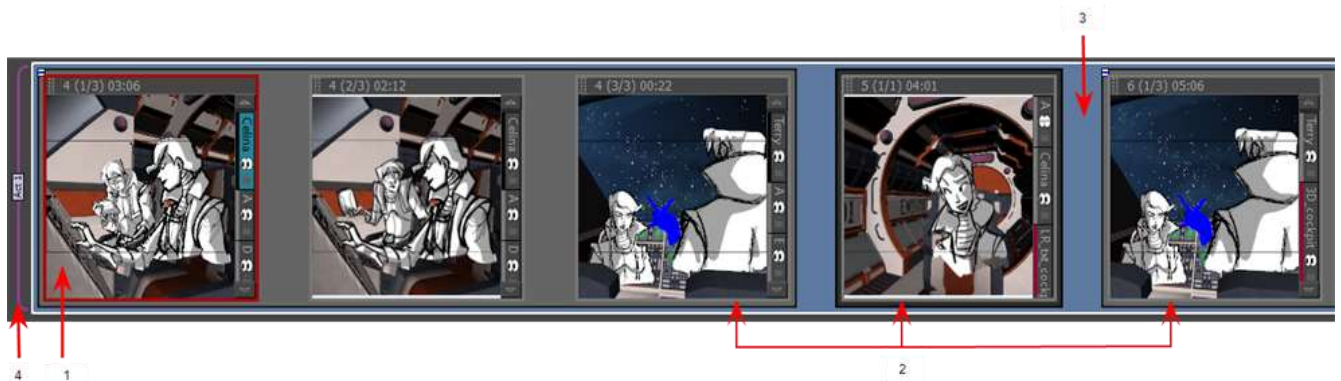 3
4 (1/3) 03:06
4 (2/3) 02:12
4 (3/3) 00:22
5 (1/1) 04:01
6 (1/3) 05:06
Act 1
Celina
A
D
Celina
A
D
Terry
A
E
A
Celina
LR_bg_cock
Terry
3D_cockpit
4
1
2